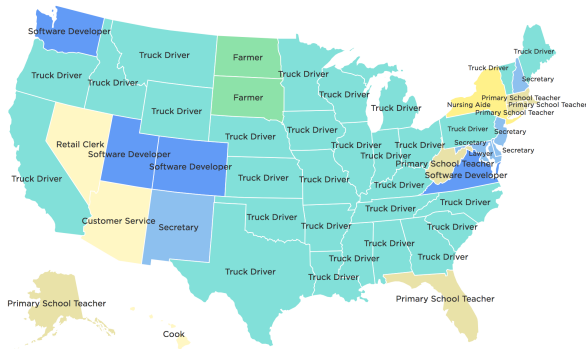 Software Developer
Truck Driver
Truck Driver
Truck Driver
Farmer
Truck Driver
Truck Driver
Truck Driver
Truck Driver
Truck Driver
Truck Driver
Secretary
Farmer
Truck Driver
Truck Driver
Nursing Aide
Primary School Teacher
Primary School Teacher
Primary School Teacher
Retail Clerk
Software Developer
Software Developer
Truck Driver
Truck Driver
Truck Driver
Truck Driver
Truck Driver
Truck Driver
Secretary
Secretary
Secretary
Lawyer
Truck Driver
Truck Driver
Truck Driver
Primary School Teacher
Software Developer
Truck Driver
Customer Service
Secretary
Truck Driver
Truck Driver
Truck Driver
Truck Driver
Truck Driver
Truck Driver
Truck Driver
Truck Driver
Truck Driver
Truck Driver
Truck Driver
Primary School Teacher
Primary School Teacher
Cook